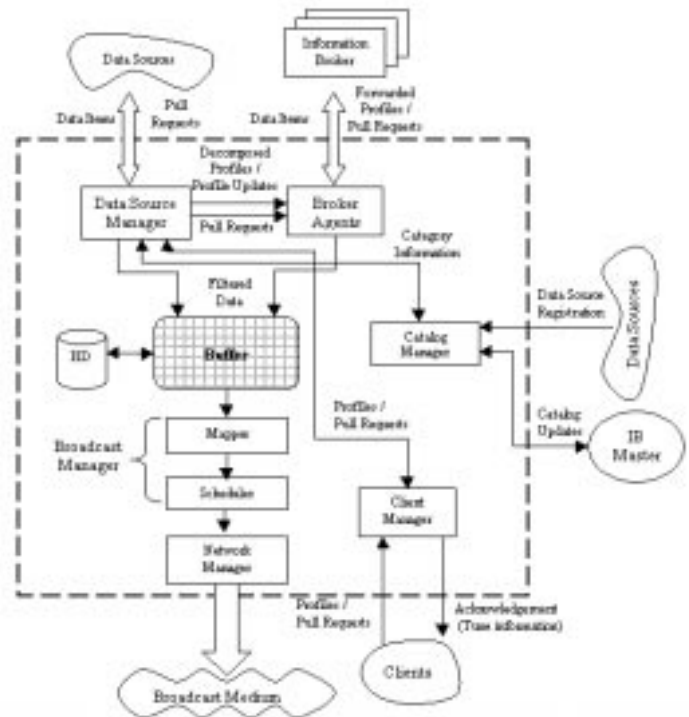 Data Sources
Information
Broker
Data Items
Pull
Requests
Data Items
Forwarded
Profiles /
Pull Requests
Decomposed
Profiles /
Profile Updates
Data Source
Manager
Pull Requests
Broker
Agents
Category
Information
Filtered
Data
Data Source
Registration
Data Sources
HD
Buffer
Catalog
Manager
Broadcast
Manager
Mapper
Profiles /
Pull Requests
Catalog
Updates
IB
Master
Scheduler
Client
Manager
Network
Manager
Profiles /
Pull Requests
Acknowledgement
(Tune information)
Broadcast Medium
Clients